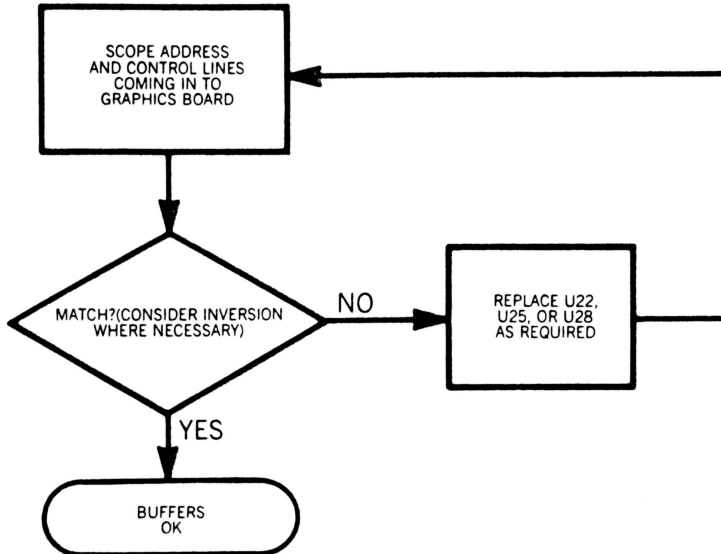 SCOPE ADDRESS
AND CONTROL LINES
COMING IN TO
GRAPHICS BOARD
MATCH?(CONSIDER INVERSION
WHERE NECESSARY)
NO
REPLACE U22,
U25, OR U28
AS REQUIRED
YES
BUFFERS
OK